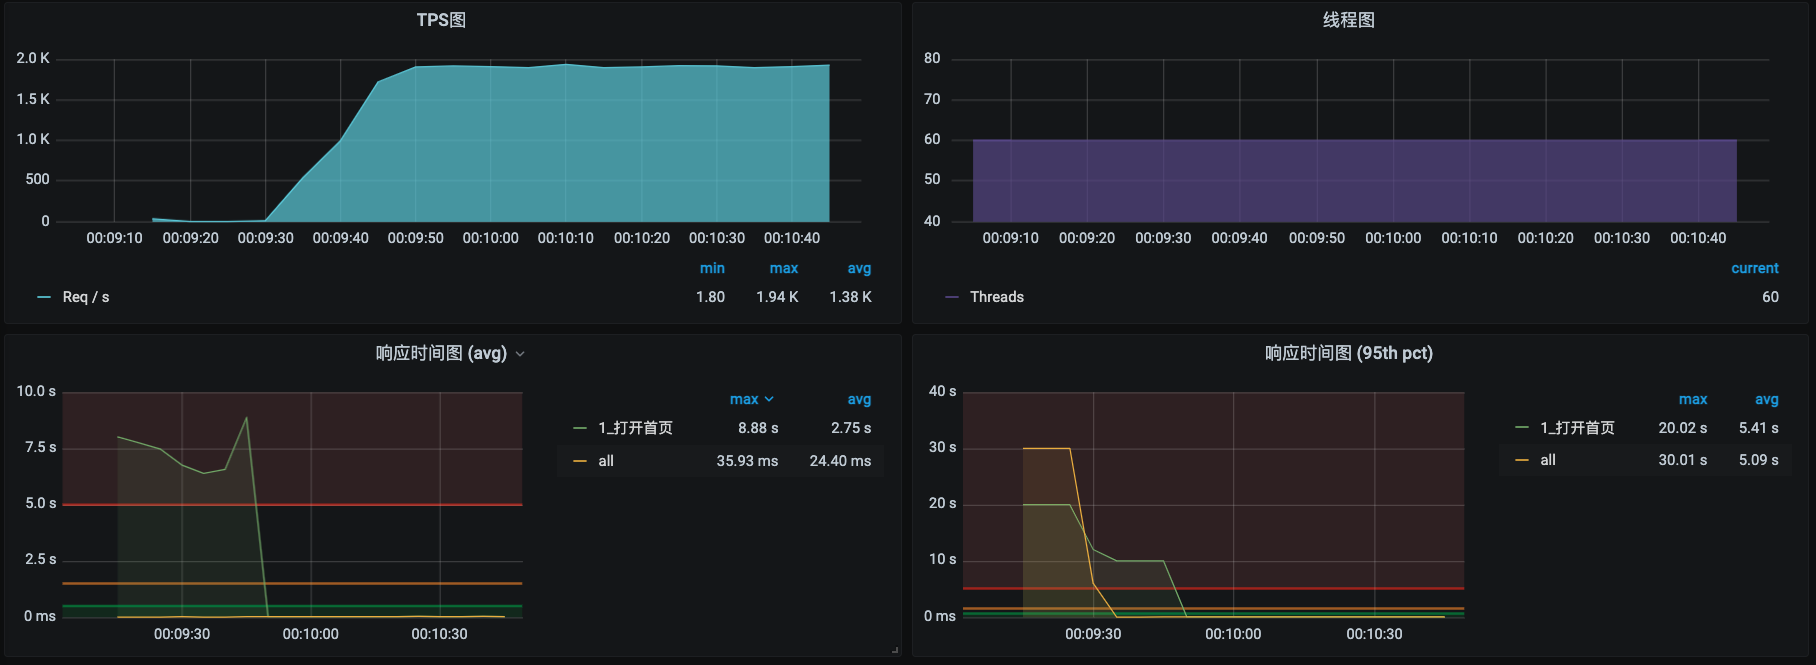 TPS图
2.0 K
1.5 K
1.0 K
500
0
00:09:10 00:09:20 00:09:30 00:09:40 00:09:50 00:10:00 00:10:10 00:10:20 00:10:30 00:10:40
min max avg
Req / s 1.80 1.94 K 1.38 K
线程图
80
70
60
50
40
00:09:10 00:09:20 00:09:30 00:09:40 00:09:50 00:10:00 00:10:10 00:10:20 00:10:30 00:10:40
current
Threads 60
响应时间图 (avg)
10.0 s
7.5 s
5.0 s
2.5 s
0 ms
00:09:30 00:10:00 00:10:30
max avg
1_打开首页 8.88 s 2.75 s
all 35.93 ms 24.40 ms
响应时间图 (95th pct)
40 s
30 s
20 s
10 s
0 ms
00:09:30 00:10:00 00:10:30
max avg
1_打开首页 20.02 s 5.41 s
all 30.01 s 5.09 s